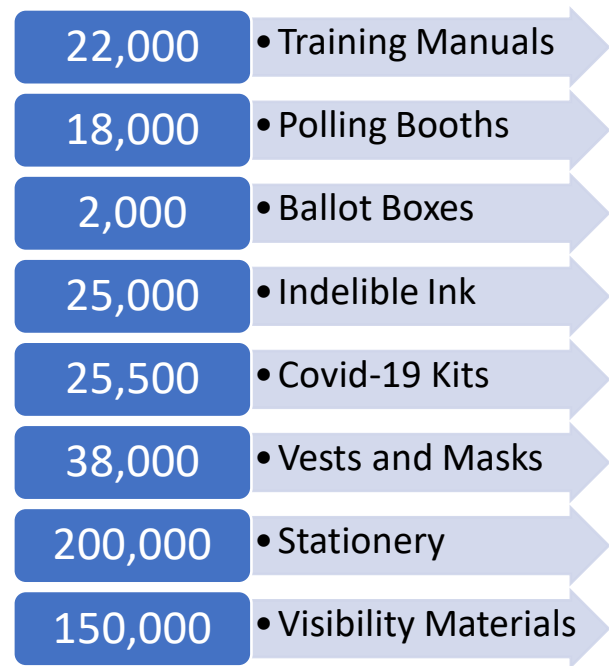 22,000 • Training Manuals
18,000 • Polling Booths
2,000 • Ballot Boxes
25,000 • Indelible Ink
25,500 • Covid-19 Kits
38,000 • Vests and Masks
200,000 • Stationery
150,000 • Visibility Materials